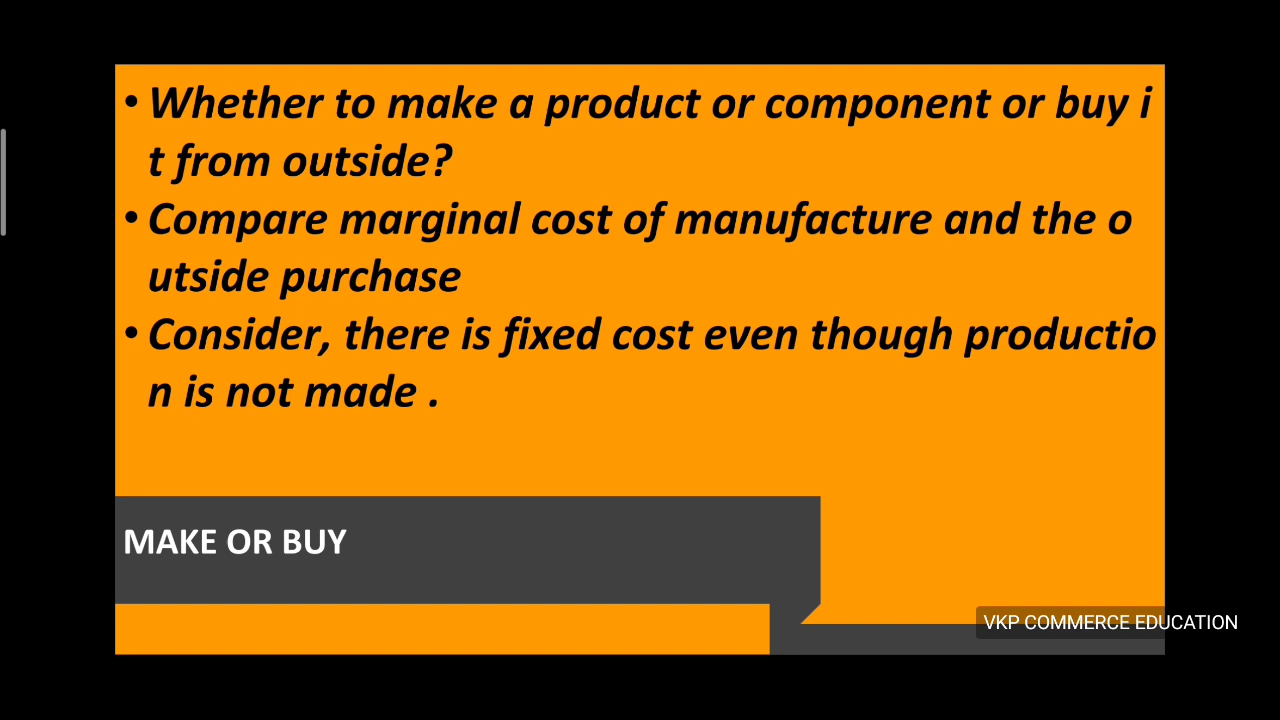 • Whether to make a product or component or buy i
t from outside?
• Compare marginal cost of manufacture and the o
utside purchase
• Consider, there is fixed cost even though productio
n is not made .
MAKE OR BUY
VKP COMMERCE EDUCATION